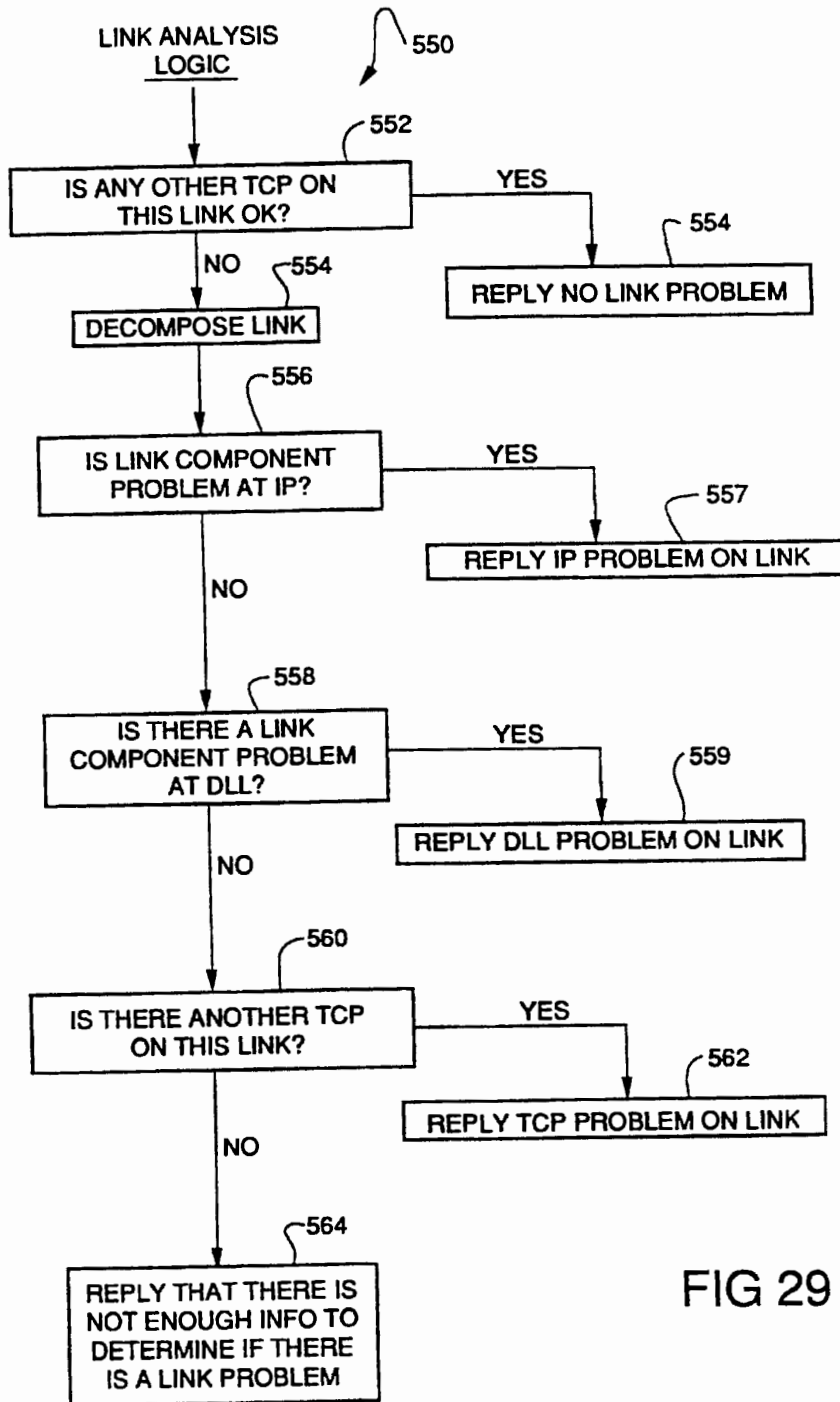 LINK ANALYSIS
LOGIC
550
552
IS ANY OTHER TCP ON
THIS LINK OK?
YES
554
REPLY NO LINK PROBLEM
NO
554
DECOMPOSE LINK
556
IS LINK COMPONENT
PROBLEM AT IP?
YES
557
REPLY IP PROBLEM ON LINK
NO
558
IS THERE A LINK
COMPONENT PROBLEM
AT DLL?
YES
559
REPLY DLL PROBLEM ON LINK
NO
560
IS THERE ANOTHER TCP
ON THIS LINK?
YES
562
REPLY TCP PROBLEM ON LINK
NO
564
REPLY THAT THERE IS
NOT ENOUGH INFO TO
DETERMINE IF THERE
IS A LINK PROBLEM
FIG 29